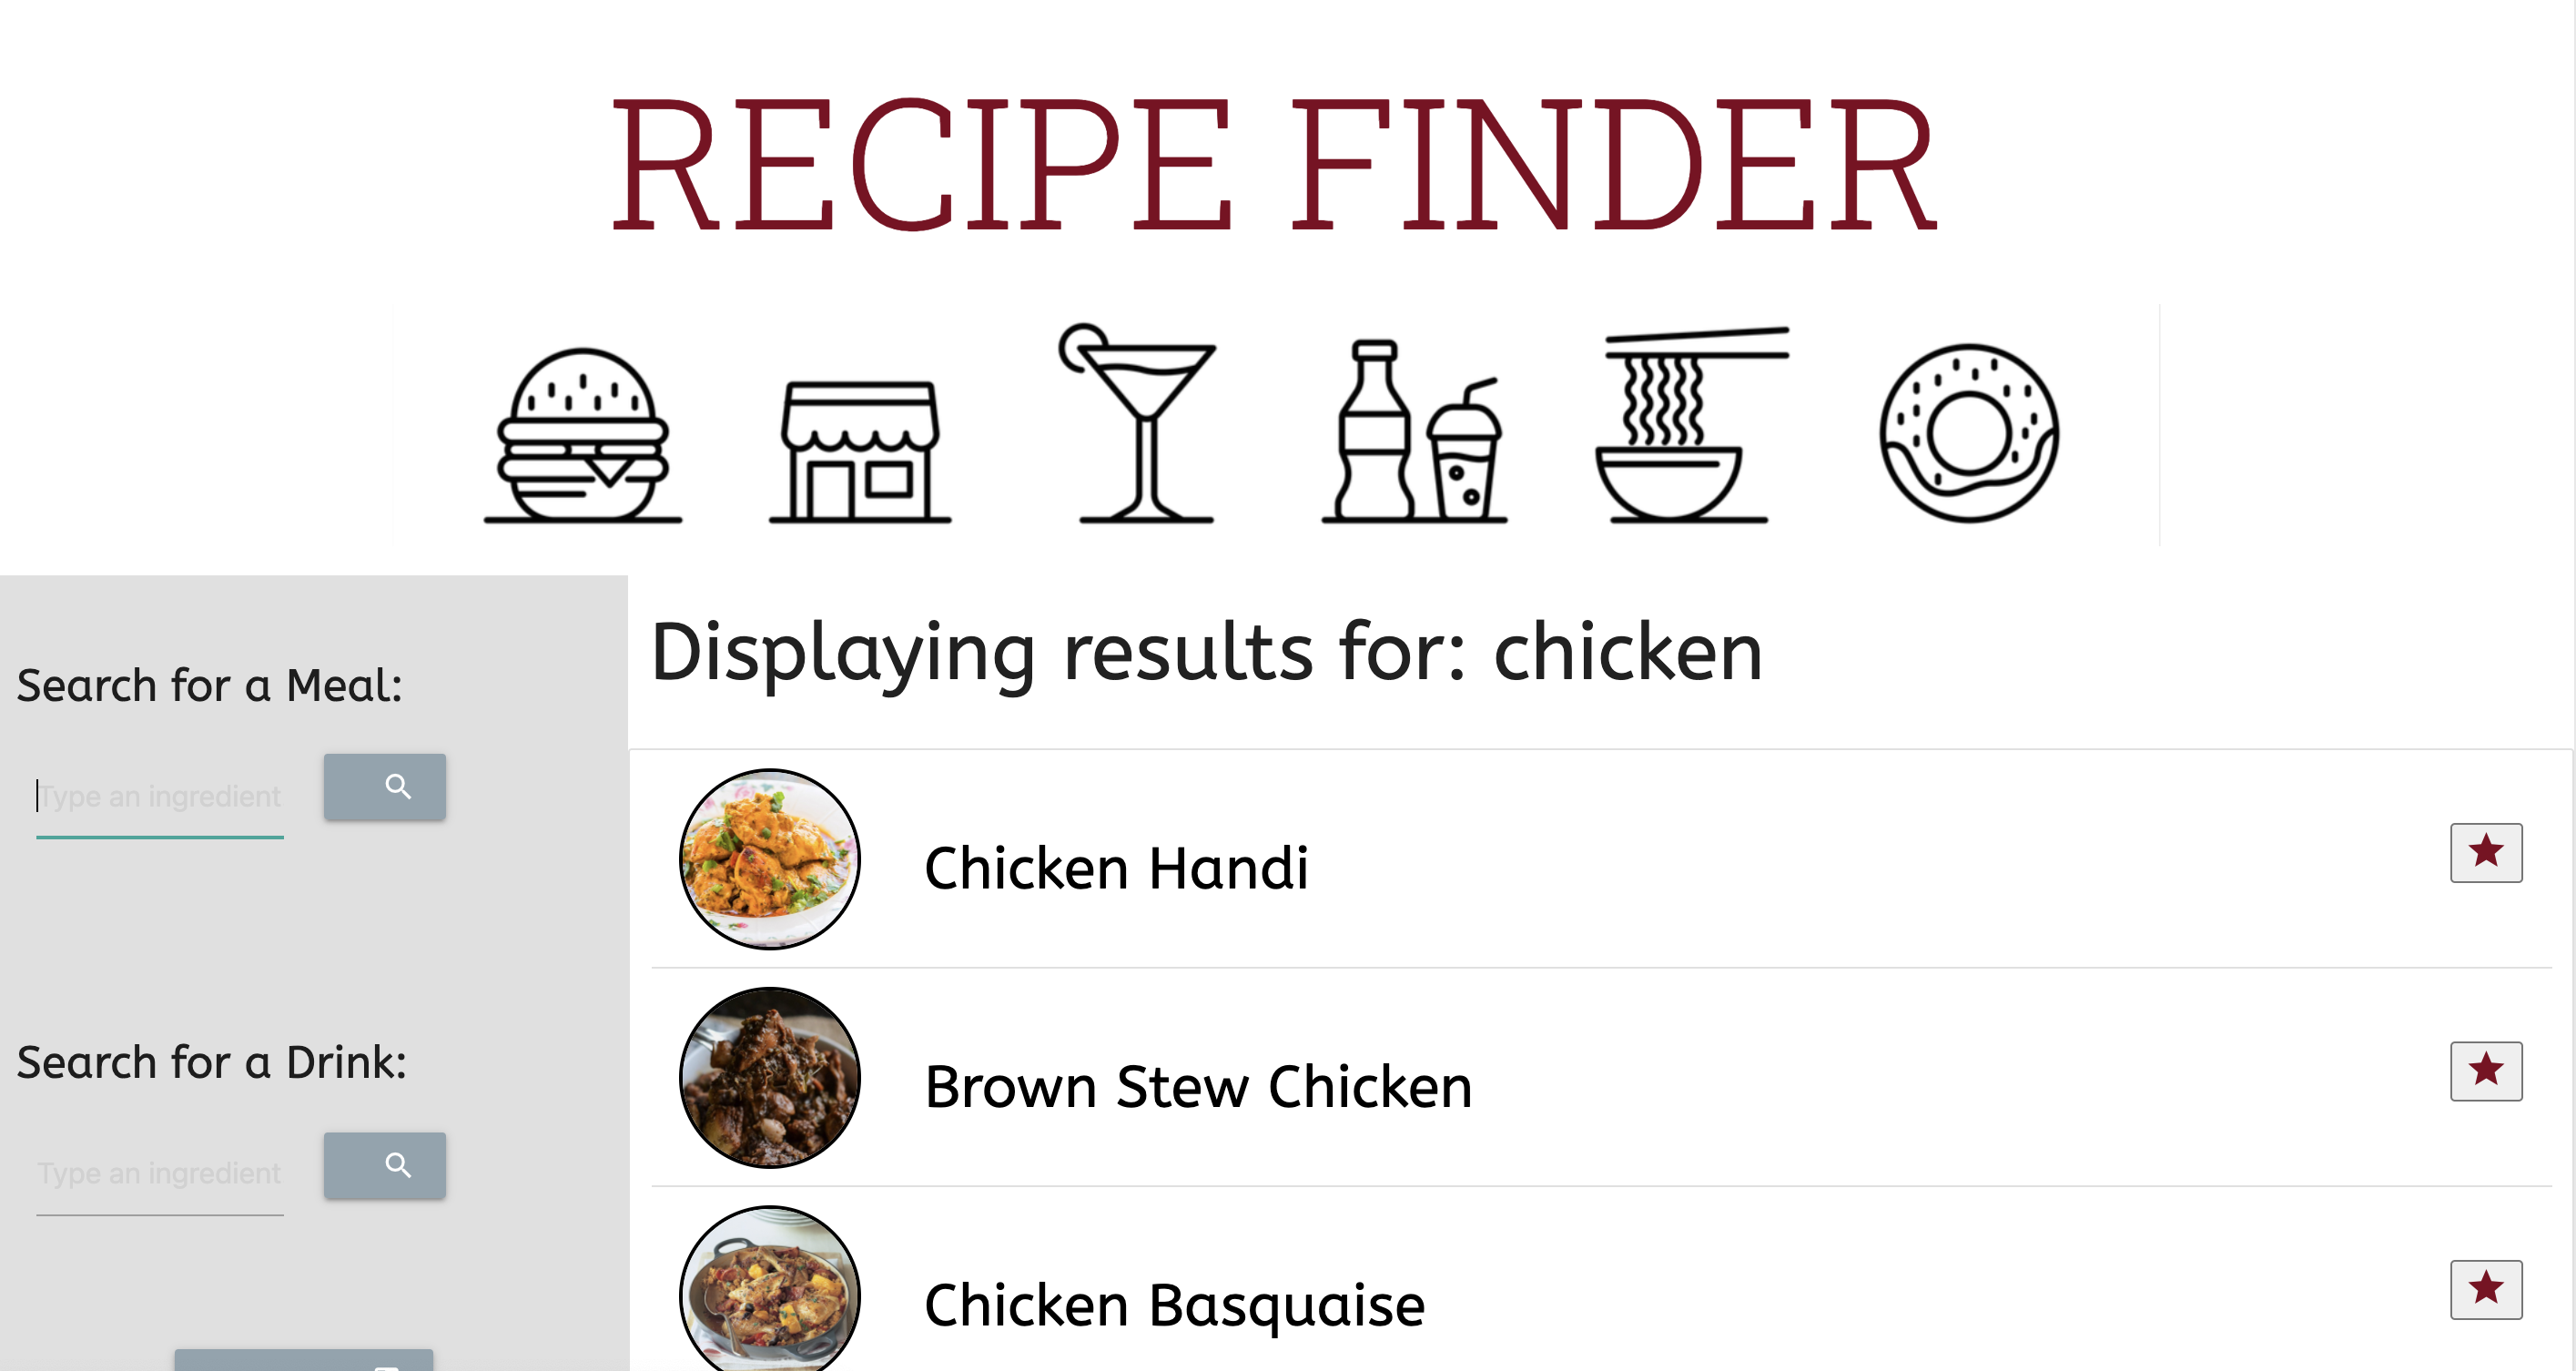 RECIPE FINDER
Search for a Meal:
Type an ingredient
Search for a Drink:
Type an ingredient
Displaying results for: chicken
Chicken Handi
Brown Stew Chicken
Chicken Basquaise